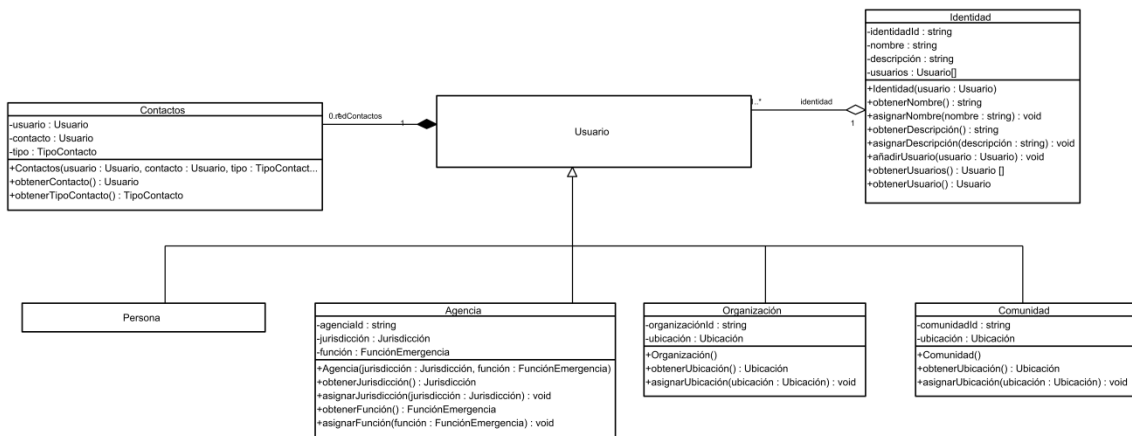 Identidad
-identidadId : string
-nombre : string
-descripción : string
-usuarios : Usuario[]
+Identidad(usuario : Usuario)
+obtenerNombre() : string
+asignarNombre(nombre : string) : void
+obtenerDescripción() : string
+asignarDescripción(descripción : string) : void
+añadirUsuario(usuario : Usuario) : void
+obtenerUsuarios() : Usuario []
+obtenerUsuario() : Usuario
1..*
identidad
1
Usuario
Contactos
-usuario : Usuario
-contacto : Usuario
-tipo : TipoContacto
+Contactos(usuario : Usuario, contacto : Usuario, tipo : TipoContact...
+obtenerContacto() : Usuario
+obtenerTipoContacto() : TipoContacto
redContactos
1
Persona
Agencia
-agenciaId : string
-jurisdicción : Jurisdicción
-función : FunciónEmergencia
+Agencia(jurisdicción : Jurisdicción, función : FunciónEmergencia)
+obtenerJurisdicción() : Jurisdicción
+asignarJurisdicción(jurisdicción : Jurisdicción) : void
+obtenerFunción() : FunciónEmergencia
+asignarFunción(función : FunciónEmergencia) : void
Organización
-organizaciónId : string
-ubicación : Ubicación
+Organización()
+obtenerUbicación() : Ubicación
+asignarUbicación(ubicación : Ubicación) : void
Comunidad
-comunidadId : string
-ubicación : Ubicación
+Comunidad()
+obtenerUbicación() : Ubicación
+asignarUbicación(ubicación : Ubicación) : void